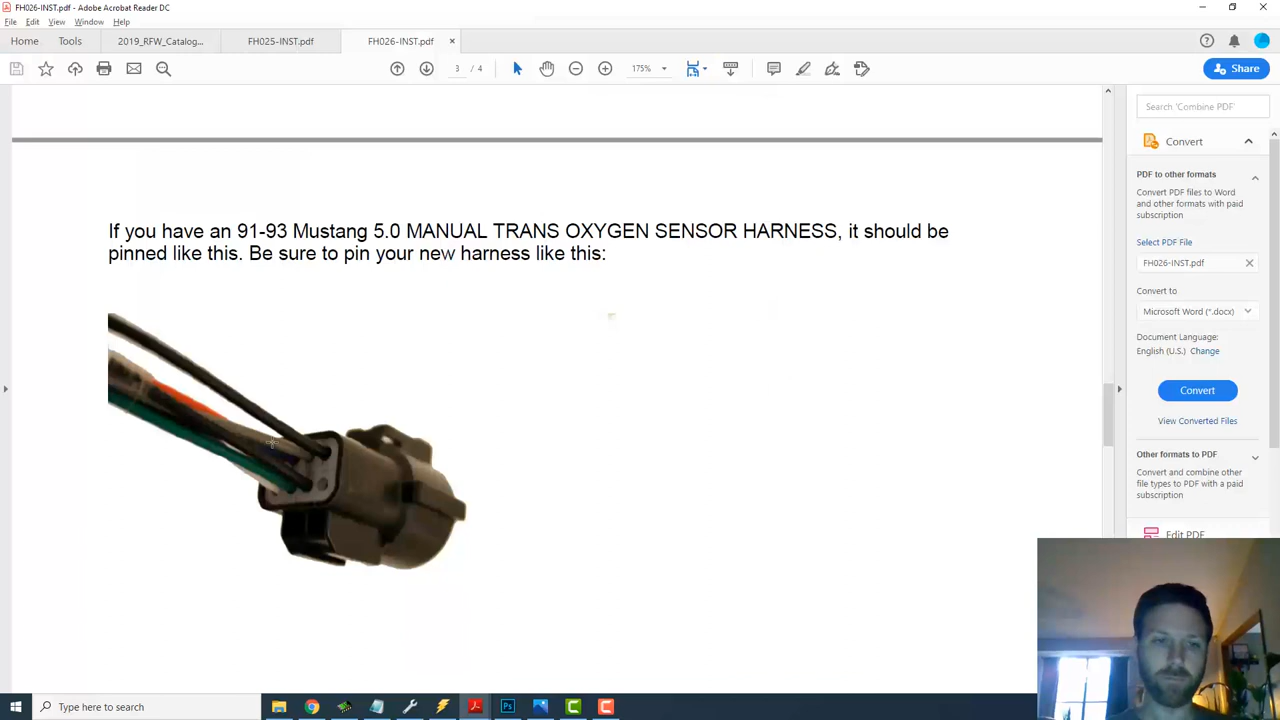 FH026-INST.pdf - Adobe Acrobat Reader DC
File Edit View Window Help
Home Tools 2019_RFW_Catalog... FH025-INST.pdf FH026-INST.pdf ×
3 / 4 175% Share
Search 'Combine PDF'
Convert
PDF to other formats
Convert PDF files to Word
and other formats with paid
subscription
Select PDF File
FH026-INST.pdf
Convert to
Microsoft Word (*.docx)
Document Language:
English (U.S.) Change
Convert
View Converted Files
Other formats to PDF
Convert and combine other
file types to PDF with a paid
subscription
Edit PDF
If you have an 91-93 Mustang 5.0 MANUAL TRANS OXYGEN SENSOR HARNESS, it should be
pinned like this. Be sure to pin your new harness like this:
Type here to search